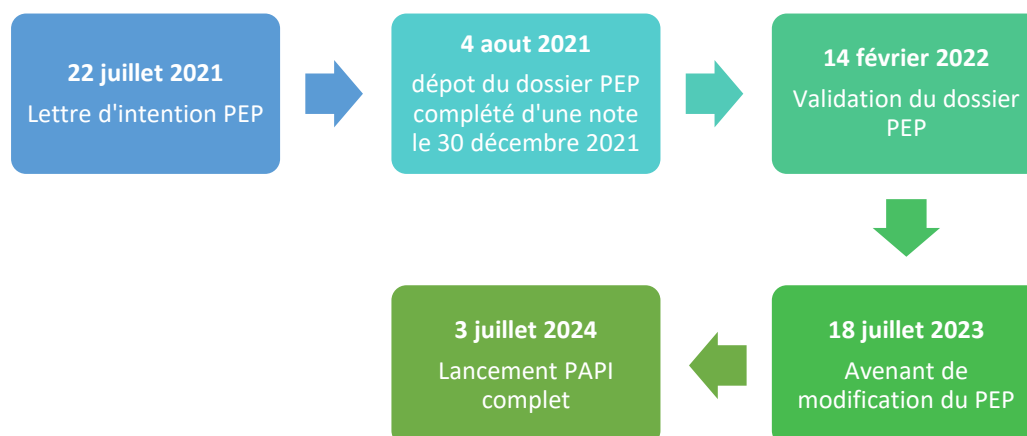 22 juillet 2021
Lettre d'intention PEP
4 aout 2021
dépot du dossier PEP
complété d'une note
le 30 décembre 2021
14 février 2022
Validation du dossier
PEP
18 juillet 2023
Avenant de
modification du PEP
3 juillet 2024
Lancement PAPI
complet